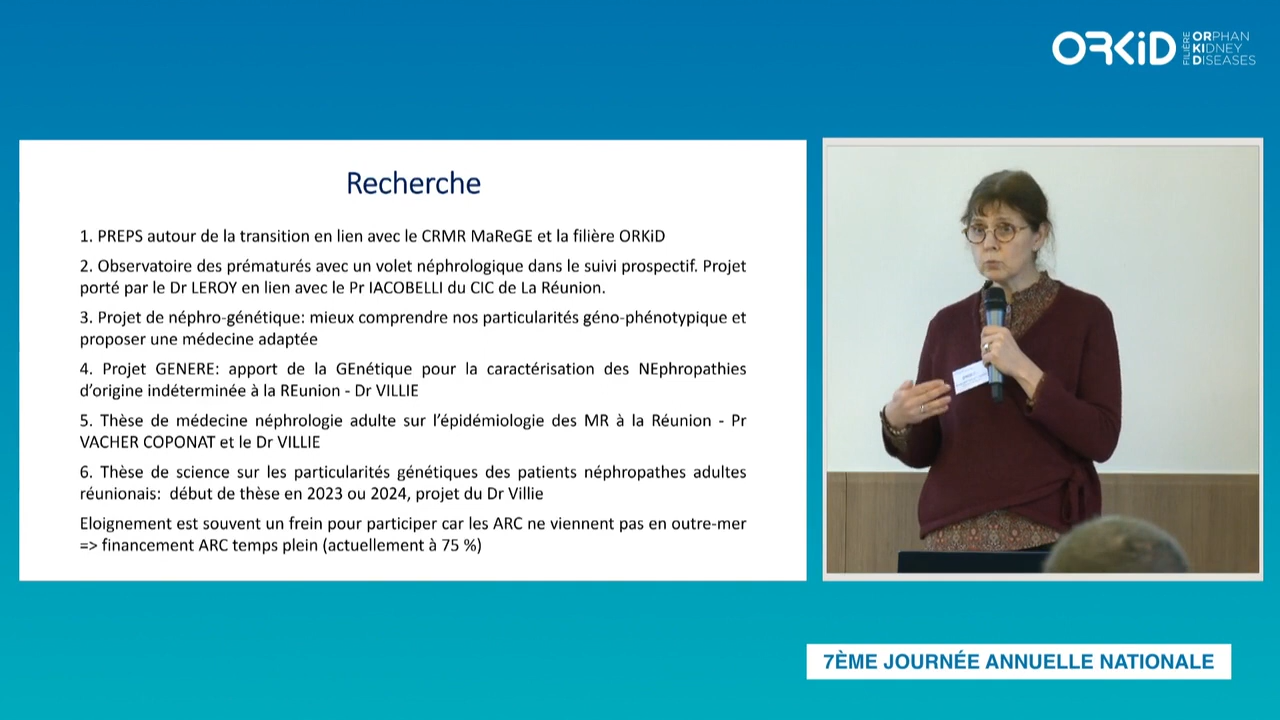 ORKiD
FILIÈRE
ORPHAN
KIDNEY
DISEASES
Recherche
1. PREPS autour de la transition en lien avec le CRMR MaReGE et la filière ORKiD
2. Observatoire des prématurés avec un volet néphrologique dans le suivi prospectif. Projet
porté par le Dr LEROY en lien avec le Pr IACOBELLI du CIC de La Réunion.
3. Projet de néphro-génétique: mieux comprendre nos particularités géno-phénotypique et
proposer une médecine adaptée
4. Projet GENERE: apport de la GEnétique pour la caractérisation des NEphropathies
d’origine indéterminée à la REunion - Dr VILLIE
5. Thèse de médecine néphrologie adulte sur l’épidémiologie des MR à la Réunion - Pr
VACHER COPONAT et le Dr VILLIE
6. Thèse de science sur les particularités génétiques des patients néphropathes adultes
réunionais: début de thèse en 2023 ou 2024, projet du Dr Villie
Eloignement est souvent un frein pour participer car les ARC ne viennent pas en outre-mer
=> financement ARC temps plein (actuellement à 75 %)
7ÈME JOURNÉE ANNUELLE NATIONALE